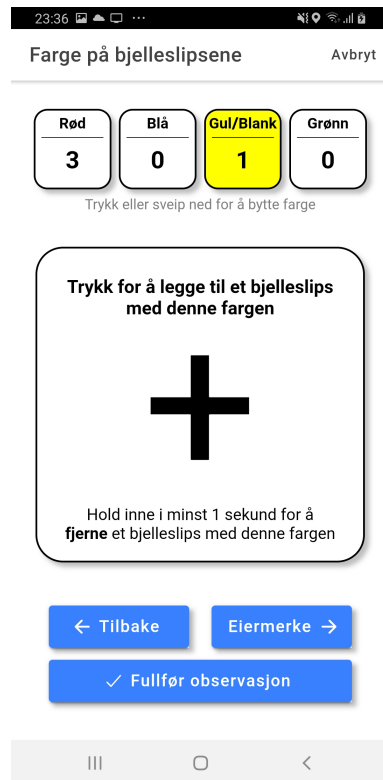 23:36
Farge på bjelleslipsene Avbryt
Rød Blå Gul/Blank Grønn
3 0 1 0
Trykk eller sveip ned for å bytte farge
Trykk for å legge til et bjelleslips
med denne fargen
Hold inne i minst 1 sekund for å
fjerne et bjelleslips med denne fargen
Tilbake Eiermerke
Fullfør observasjon